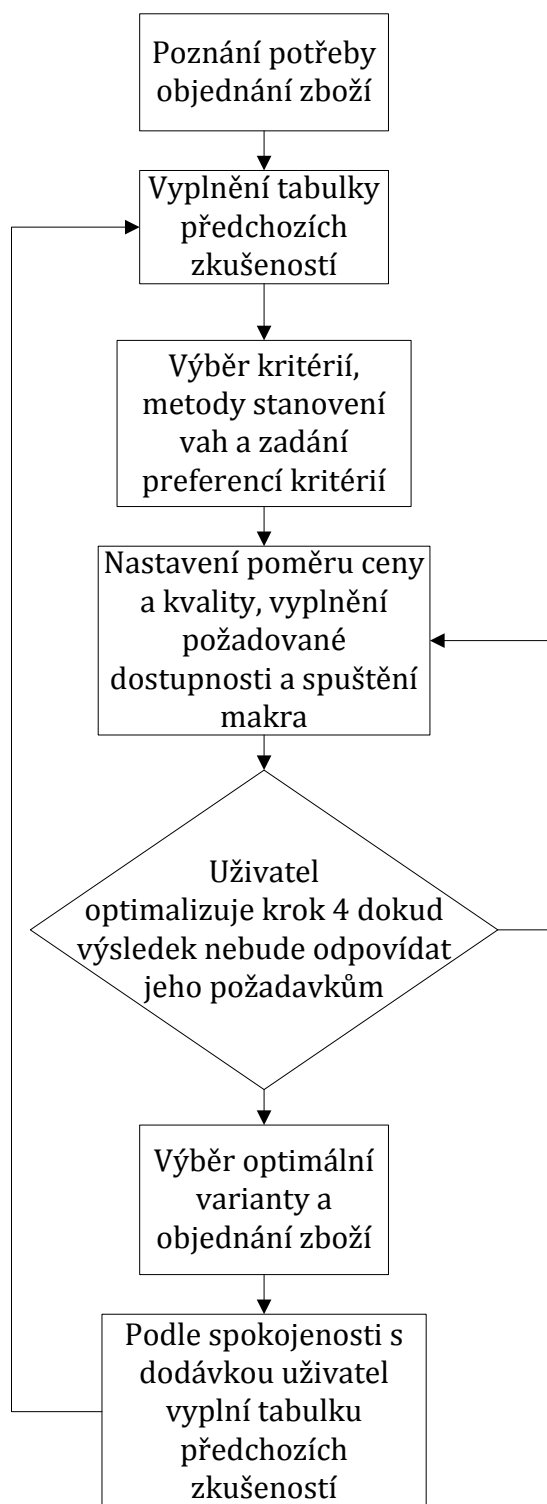 Poznání potřeby
objednání zboží
Vyplnění tabulky
předchozích
zkušeností
Výběr kritérií,
metody stanovení
vah a zadání
preferencí kritérií
Nastavení poměru ceny
a kvality, vyplnění
požadované
dostupnosti a spuštění
makra
Uživatel
optimalizuje krok 4 dokud
výsledek nebude odpovídat
jeho požadavkům
Výběr optimální
varianty a
objednání zboží
Podle spokojenosti s
dodávkou uživatel
vyplní tabulku
předchozích
zkušeností